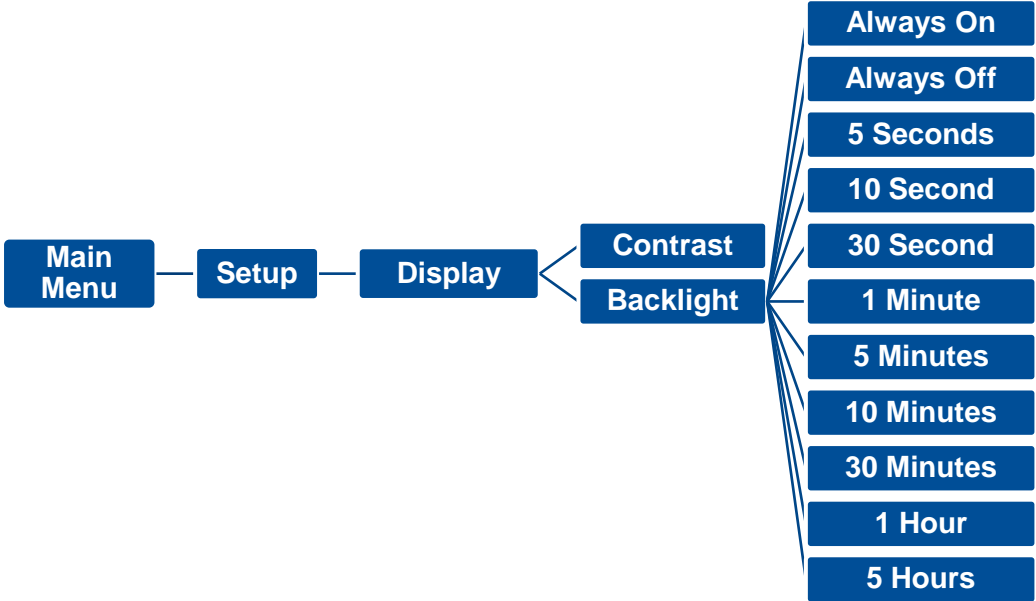 Main
Menu
Setup
Display
Contrast
Backlight
Always On
Always Off
5 Seconds
10 Second
30 Second
1 Minute
5 Minutes
10 Minutes
30 Minutes
1 Hour
5 Hours